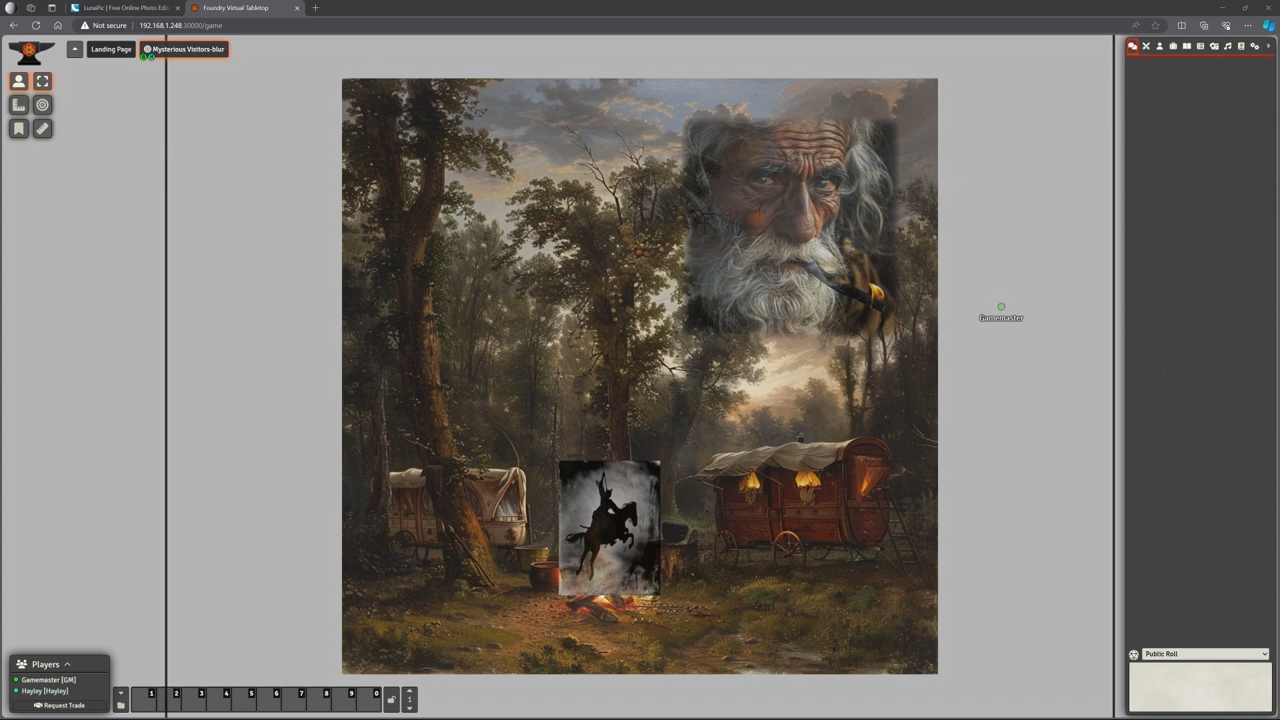 LunaPic | Free Online Photo Edit
Foundry Virtual Tabletop
Not secure
192.168.1.248:30000/game
Landing Page
Mysterious Visitors-blur
Gamemaster
Players
Gamemaster [GM]
Hayley [Hayley]
Request Trade
1 2 3 4 5 6 7 8 9 0
1
Public Roll